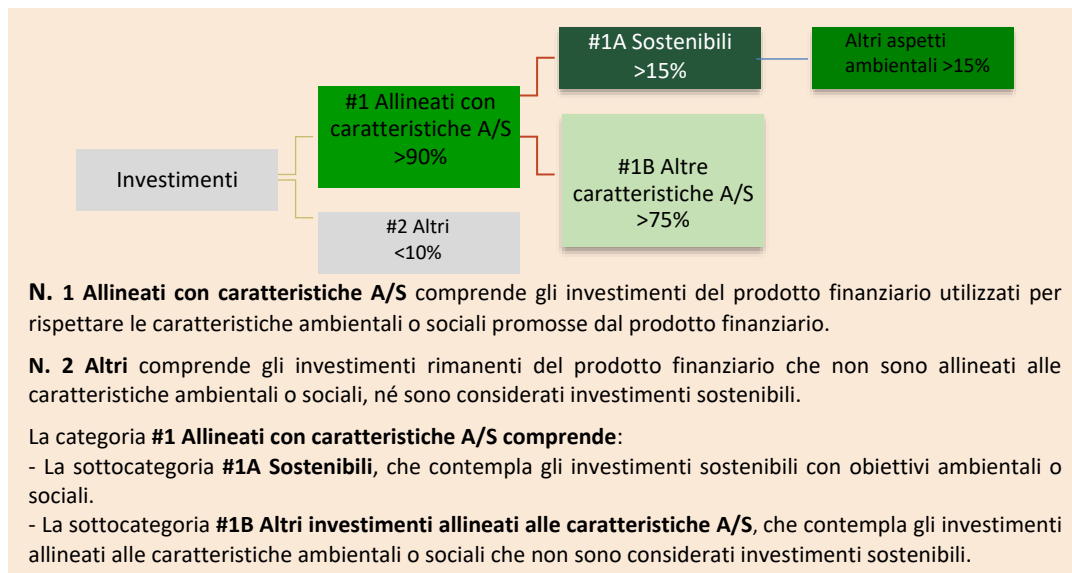 #1A Sostenibili
>15%
Altri aspetti
ambientali >15%
#1 Allineati con
caratteristiche A/S
>90%
Investimenti
#1B Altre
caratteristiche A/S
>75%
#2 Altri
<10%
N. 1 Allineati con caratteristiche A/S comprende gli investimenti del prodotto finanziario utilizzati per
rispettare le caratteristiche ambientali o sociali promosse dal prodotto finanziario.
N. 2 Altri comprende gli investimenti rimanenti del prodotto finanziario che non sono allineati alle
caratteristiche ambientali o sociali, né sono considerati investimenti sostenibili.
La categoria #1 Allineati con caratteristiche A/S comprende:
- La sottocategoria #1A Sostenibili, che contempla gli investimenti sostenibili con obiettivi ambientali o
sociali.
- La sottocategoria #1B Altri investimenti allineati alle caratteristiche A/S, che contempla gli investimenti
allineati alle caratteristiche ambientali o sociali che non sono considerati investimenti sostenibili.